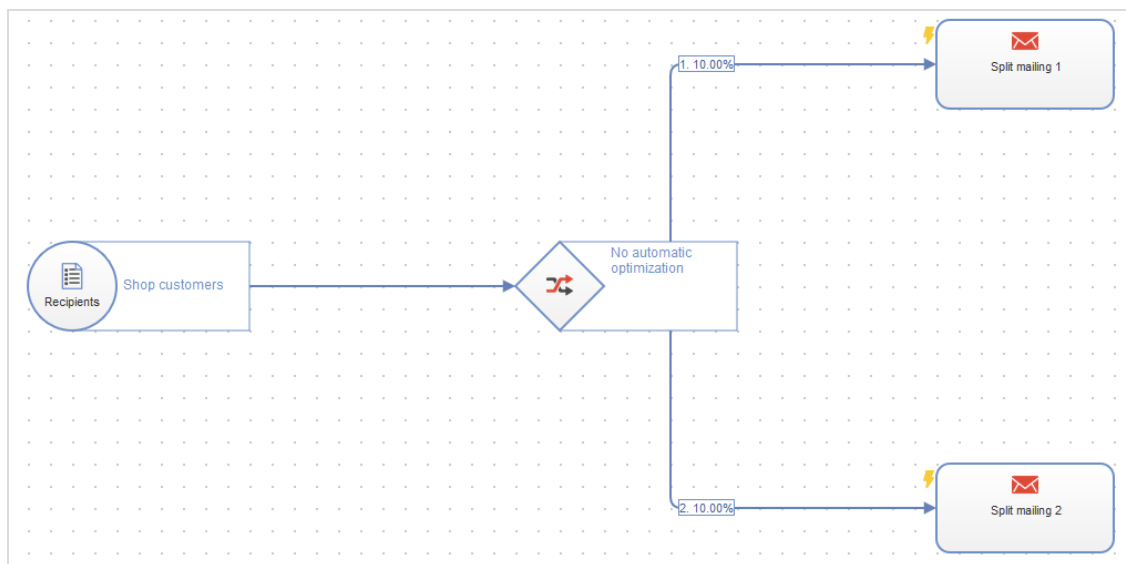 1. 10.00%
Split mailing 1
No automatic
optimization
Shop customers
Recipients
2. 10.00%
Split mailing 2